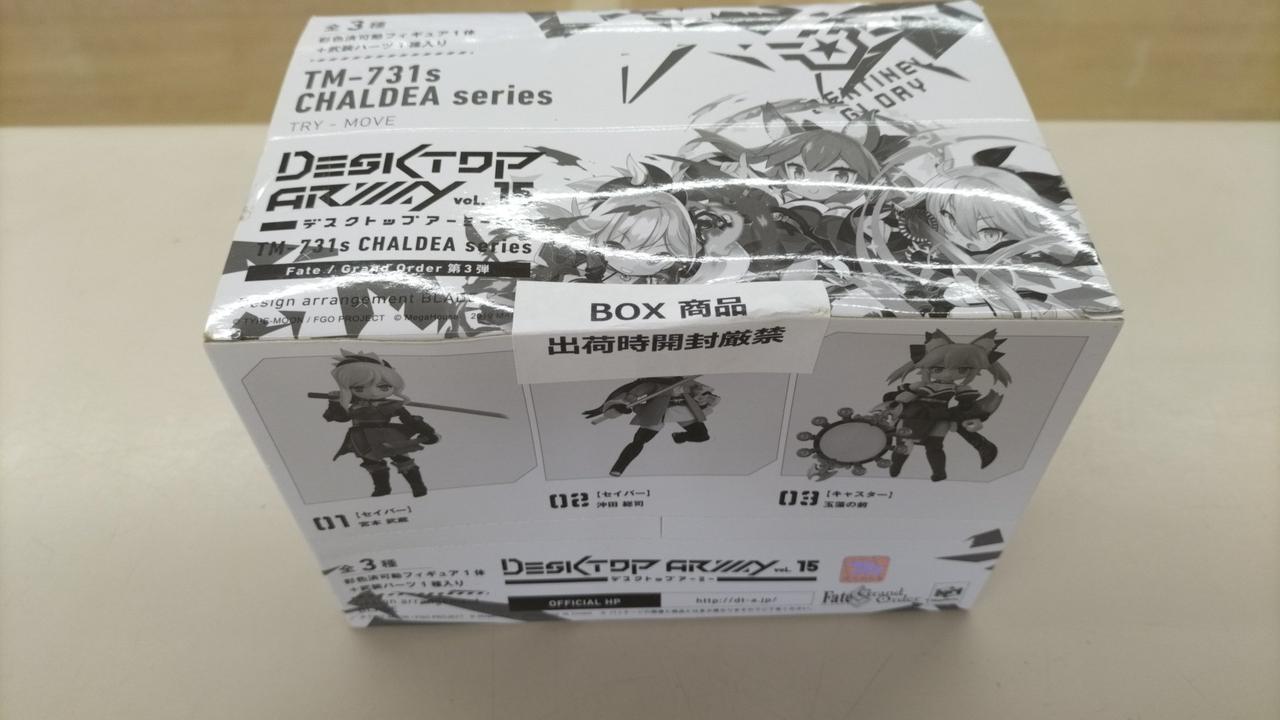 全3種
彩色済可動フィギュア1体
+武装パーツ1種入り
TM-731s
CHALDEA series
TRY - MOVE
SENTINEL
GLORY
DESKTOP
ARMY vol. 15
デスクトップアーミー
TM-731s CHALDEA series
Fate / Grand Order 第3弾
Design arrangement BLADE
TYPE-MOON / FGO PROJECT © MegaHouse
BOX 商品
出荷時開封厳禁
01 [セイバー]
宮本 武蔵
02 [セイバー]
沖田 総司
03 [キャスター]
玉藻の前
全3種
彩色済可動フィギュア1体
+武装パーツ1種入り
DESKTOP ARMY vol. 15
デスクトップアーミー
OFFICIAL HP
http://dt-a.jp/
Fate Grand Order